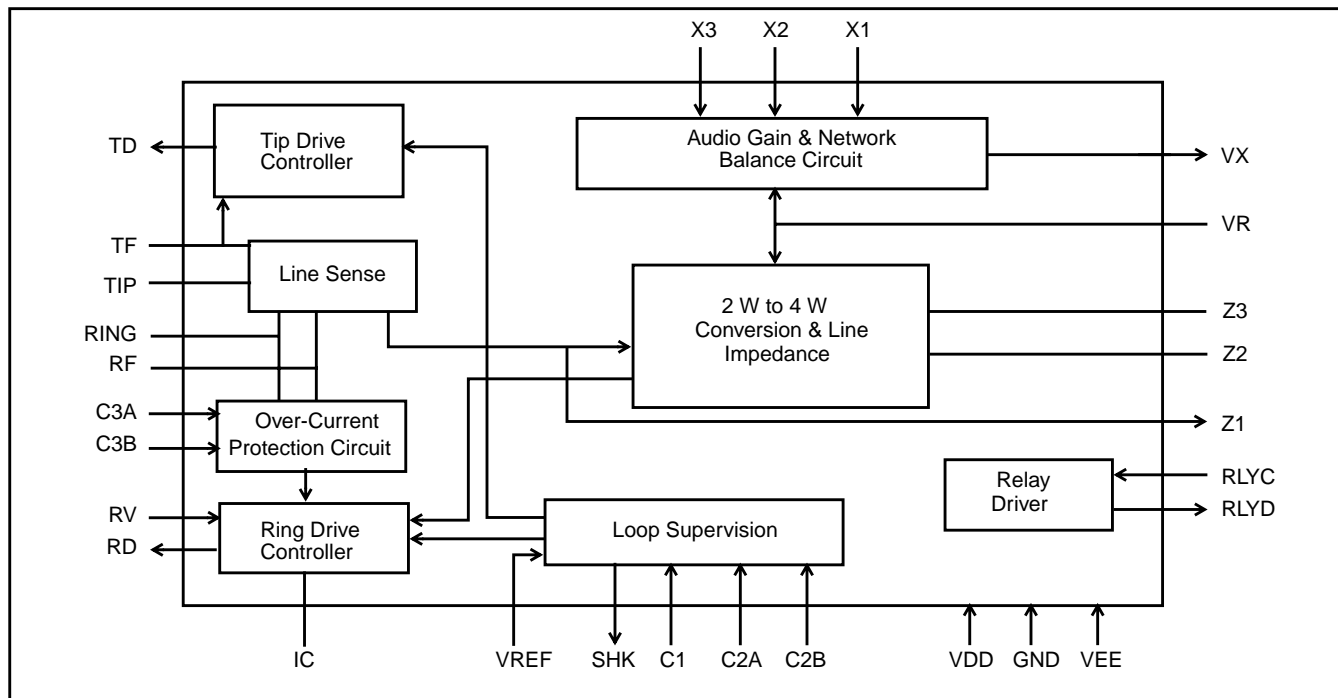 X3 X2 X1
Tip Drive
Controller
Audio Gain & Network
Balance Circuit
TD
VX
TF
VR
Line Sense
TIP
2 W to 4 W
Conversion & Line
Impedance
Z3
RING
Z2
RF
C3A
Over-Current
Protection Circuit
Z1
C3B
Relay
Driver
RLYC
RLYD
RV
Ring Drive
Controller
Loop Supervision
RD
IC VREF SHK C1 C2A C2B VDD GND VEE